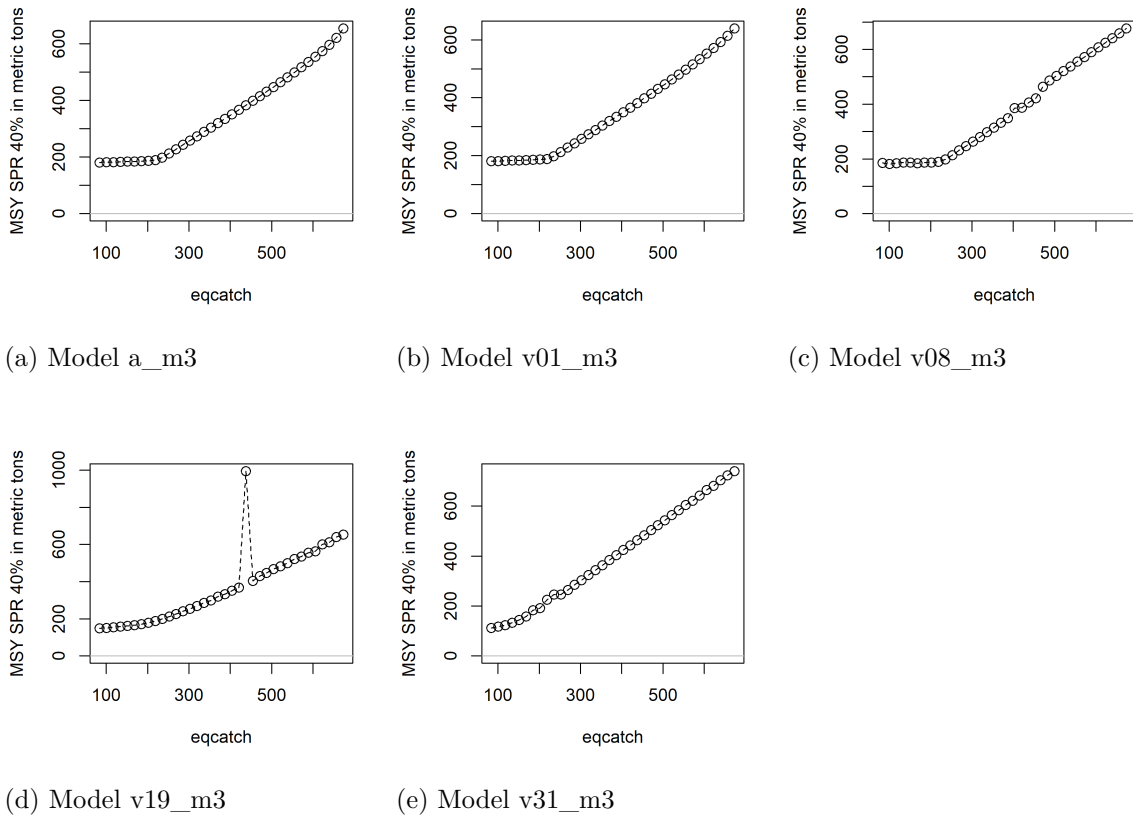 MSY SPR 40% in metric tons
0 200 400 600
100 300 500
eqcatch
(a) Model a_m3
MSY SPR 40% in metric tons
0 200 400 600
100 300 500
eqcatch
(b) Model v01_m3
MSY SPR 40% in metric tons
0 200 400 600
100 300 500
eqcatch
(c) Model v08_m3
MSY SPR 40% in metric tons
0 200 600 1000
100 300 500
eqcatch
(d) Model v19_m3
MSY SPR 40% in metric tons
0 200 400 600
100 300 500
eqcatch
(e) Model v31_m3